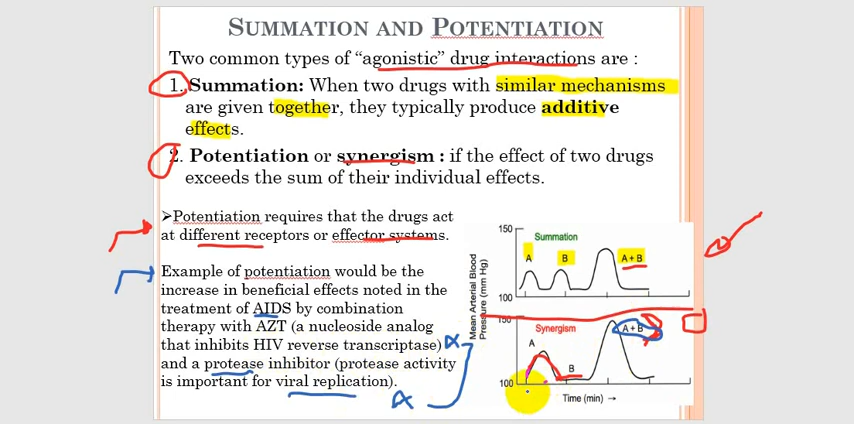 SUMMATION AND POTENTIATION
Two common types of “agonistic” drug interactions are :
1. Summation: When two drugs with similar mechanisms
are given together, they typically produce additive
effects.
2. Potentiation or synergism : if the effect of two drugs
exceeds the sum of their individual effects.
➢Potentiation requires that the drugs act
at different receptors or effector systems.
Example of potentiation would be the
increase in beneficial effects noted in the
treatment of AIDS by combination
therapy with AZT (a nucleoside analog
that inhibits HIV reverse transcriptase)
and a protease inhibitor (protease activity
is important for viral replication).
Mean Arterial Blood
Pressure (mm Hg)
150
Summation
A B A + B
100
150
Synergism
A + B
A
B
100
Time (min) →